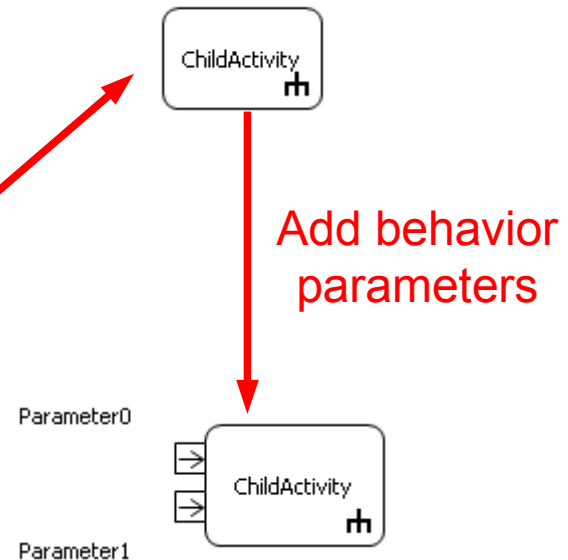 ChildActivity
Add behavior
parameters
Parameter0
ChildActivity
Parameter1